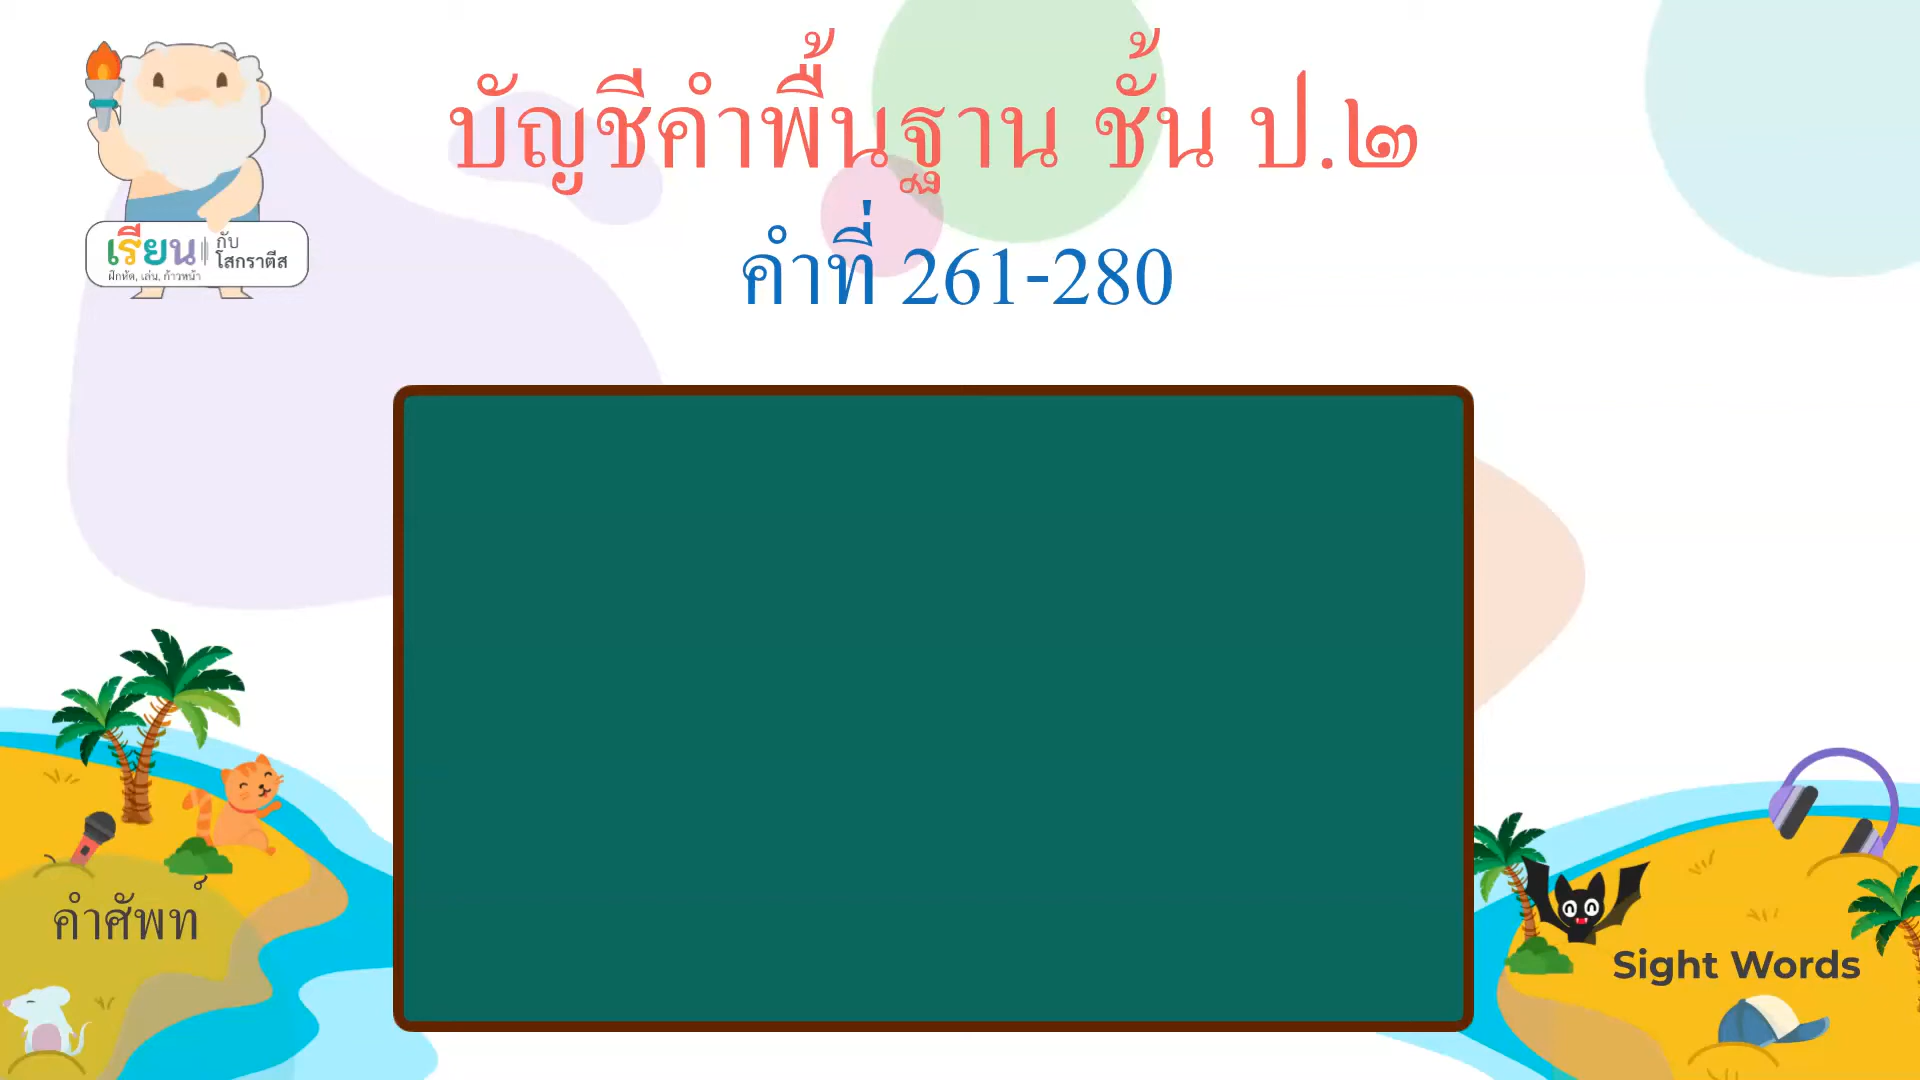 บัญชีคำพื้นฐาน ชั้น ป.๒
คำที่ 261-280
เรียน กับ โสกราตีส
ฝึกหัด, เล่น, ก้าวหน้า
คำศัพท์
Sight Words